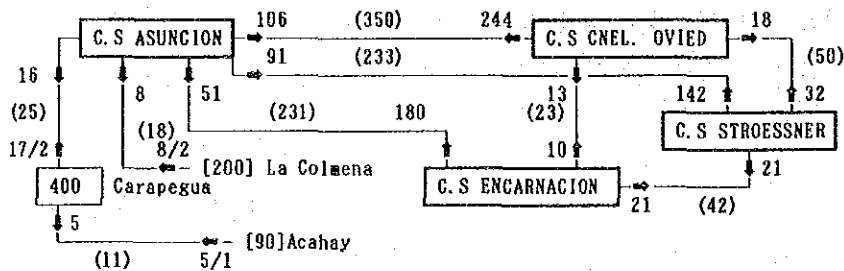 106 (350) 244 18
C.S ASUNCION C.S CNEL. OVIED
91 (233) (50)
16 8 51 13 142 32
(25) (231) 180 (23)
(18) C.S STROESSNER
17/2 8/2 [200] La Colmena 10 21
400 Carapegua C.S ENCARNACION
5 21 (42)
(11) 5/1 [90]Acahay